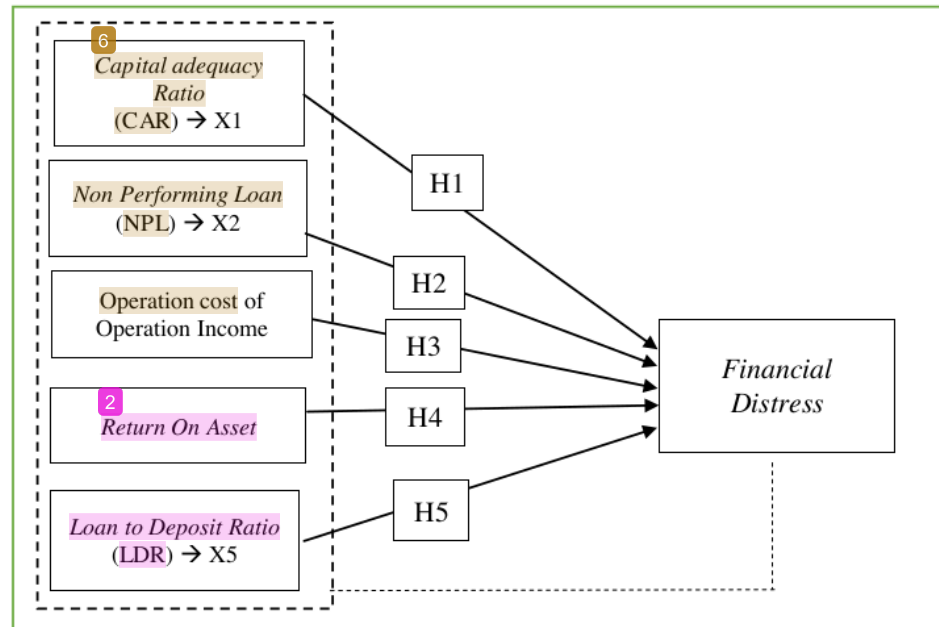 6
Capital adequacy
Ratio
(CAR) → X1
H1
Non Performing Loan
(NPL) → X2
H2
Operation cost of
Operation Income
H3
Financial
Distress
2
Return On Asset
H4
Loan to Deposit Ratio
(LDR) → X5
H5